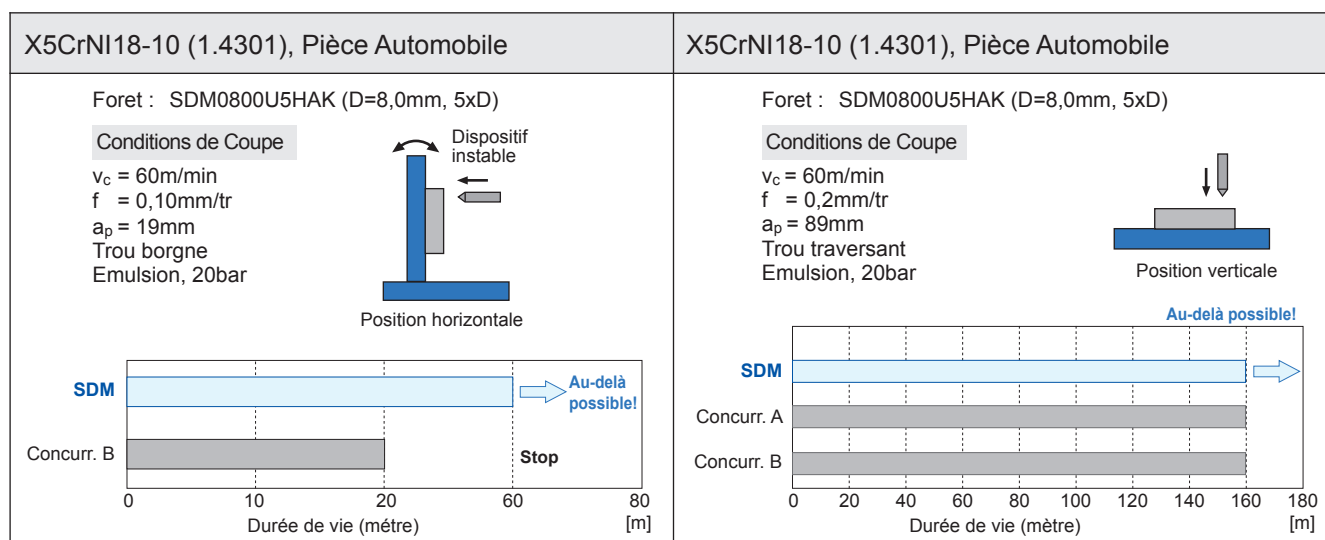 X5CrNI18-10 (1.4301), Pièce Automobile
Foret : SDM0800U5HAK (D=8,0mm, 5xD)
Conditions de Coupe
vc = 60m/min
f = 0,10mm/tr
ap = 19mm
Trou borgne
Emulsion, 20bar
Dispositif
instable
Position horizontale
SDM
Au-delà
possible!
Concurr. B
Stop
0 10 20 60 80
Durée de vie (métre) [m]
X5CrNI18-10 (1.4301), Pièce Automobile
Foret : SDM0800U5HAK (D=8,0mm, 5xD)
Conditions de Coupe
vc = 60m/min
f = 0,2mm/tr
ap = 89mm
Trou traversant
Emulsion, 20bar
Position verticale
Au-delà possible!
SDM
Concurr. A
Concurr. B
0 20 40 60 80 100 120 140 160 180
Durée de vie (mètre) [m]